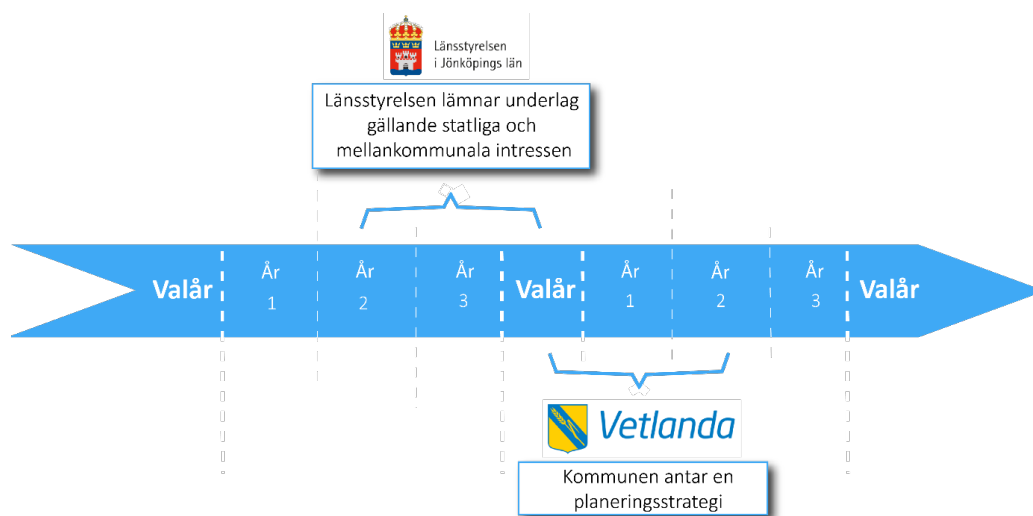 Länsstyrelsen
i Jönköpings län
Länsstyrelsen lämnar underlag
gällande statliga och
mellankommunala intressen
Valår
År
1
År
2
År
3
Valår
År
1
År
2
År
3
Valår
Vetlanda
Kommunen antar en
planeringsstrategi